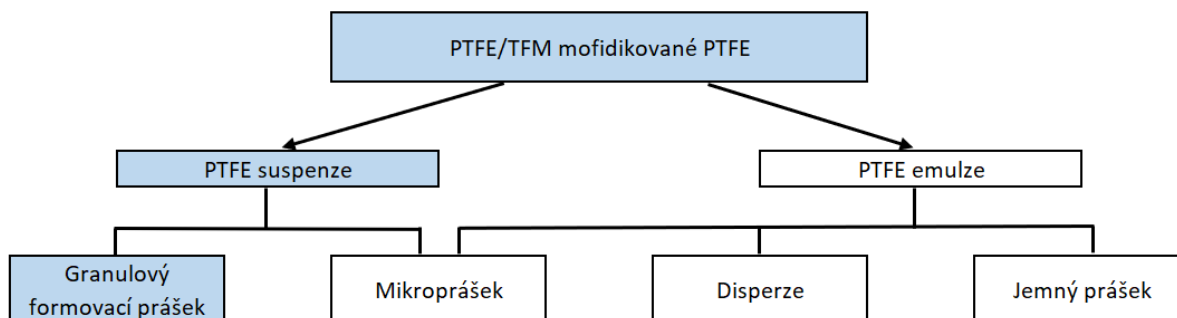 PTFE/TFM mofidikované PTFE
PTFE suspenze
PTFE emulze
Granulový
formovací prášek
Mikroprášek
Disperze
Jemný prášek